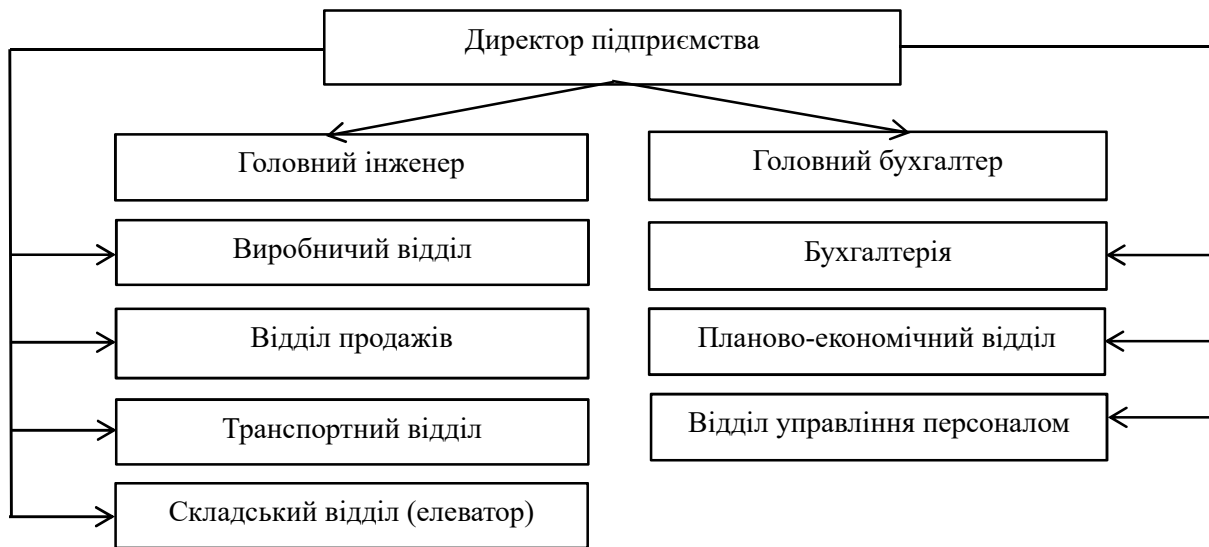 Директор підприємства
Головний інженер
Головний бухгалтер
Виробничий відділ
Бухгалтерія
Відділ продажів
Планово-економічний відділ
Транспортний відділ
Відділ управління персоналом
Складський відділ (елеватор)